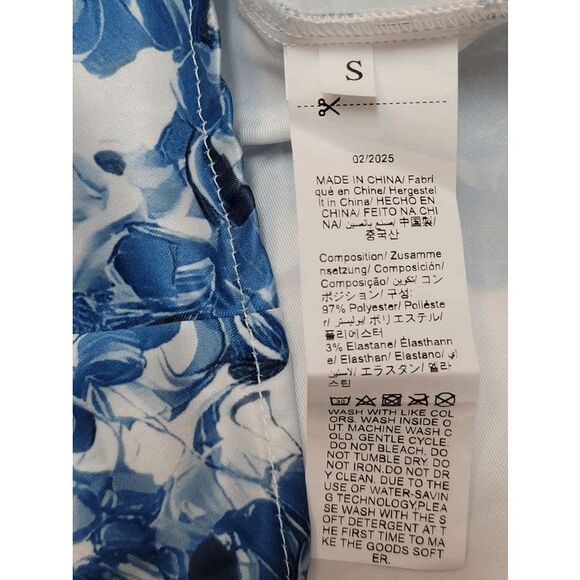 S
02/2025
MADE IN CHINA/ Fabri
qué en Chine/ Hergestel
lt in China/ HECHO EN
CHINA/ FEITO NA CHI
NA/ صنع بالصين/ 中国製/
중국산
Composition/ Zusamme
nsetzung/ Composición/
Composição/ تكوين/ コン
ポジション/ 구성:
97% Polyester/ Poliéste
r/ بوليستر/ ポリエステル/
폴리에스터
3% Elastane/ Élasthann
e/ Elasthan/ Elastano/ إي
لاستين/ エラスタン/ 엘라
스틴
30
WASH WITH LIKE COL
ORS. WASH INSIDE O
UT MACHINE WASH C
OLD. GENTLE CYCLE.
DO NOT BLEACH. DO
NOT TUMBLE DRY. DO
NOT IRON.DO NOT DR
Y CLEAN. DUE TO THE
USE OF WATER-SAVIN
G TECHNOLOGY,PLEA
SE WASH WITH THE S
OFT DETERGENT AT T
HE FIRST TIME TO MA
KE THE GOODS SOFT
ER.